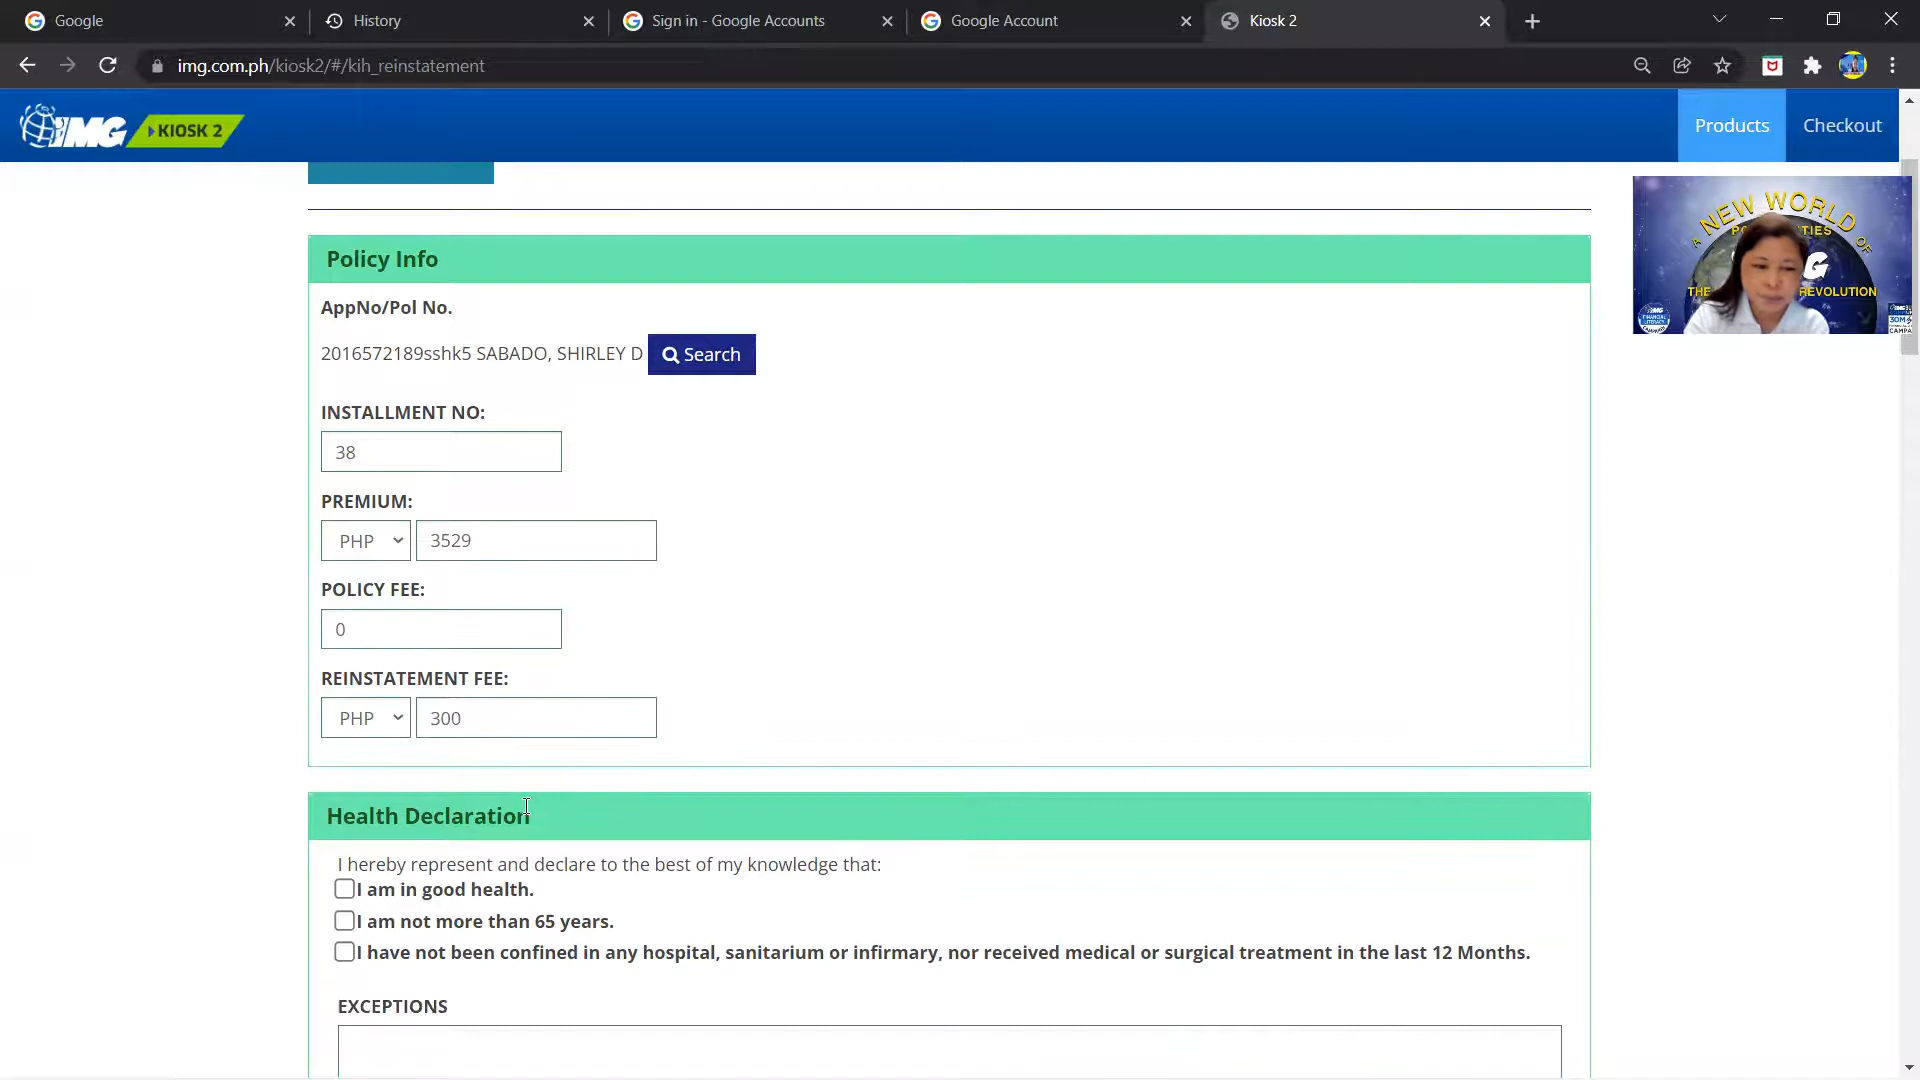 Google
History
Sign in - Google Accounts
Google Account
Kiosk 2
img.com.ph/kiosk2/#/kih_reinstatement
IMG KIOSK 2
Products
Checkout
A NEW WORLD OF
THE
REVOLUTION
Policy Info
AppNo/Pol No.
2016572189sshk5 SABADO, SHIRLEY D
Search
INSTALLMENT NO:
38
PREMIUM:
PHP 3529
POLICY FEE:
0
REINSTATEMENT FEE:
PHP 300
Health Declaration
I hereby represent and declare to the best of my knowledge that:
I am in good health.
I am not more than 65 years.
I have not been confined in any hospital, sanitarium or infirmary, nor received medical or surgical treatment in the last 12 Months.
EXCEPTIONS